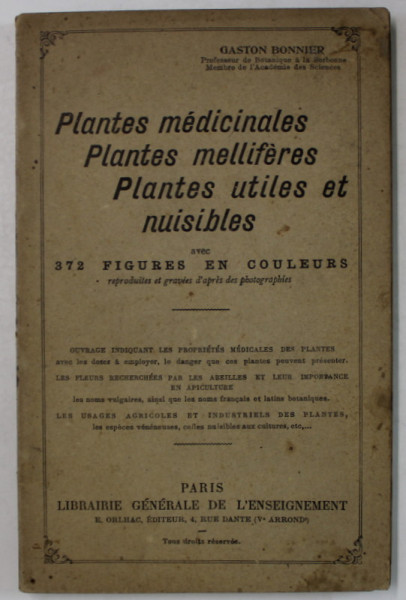 GASTON BONNIER
Professeur de Botanique à la Sorbonne
Membre de l'Académie des Sciences
Plantes médicinales
Plantes mellifères
Plantes utiles et
nuisibles
avec
372 FIGURES EN COULEURS
reproduites et gravées d'après des photographies
OUVRAGE INDIQUANT LES PROPRIÉTÉS MÉDICALES DES PLANTES
avec les doses à employer, le danger que ces plantes peuvent présenter.
LES FLEURS RECHERCHÉES PAR LES ABEILLES ET LEUR IMPORTANCE
EN APICULTURE
les noms vulgaires, ainsi que les noms français et latins botaniques.
LES USAGES AGRICOLES ET INDUSTRIELS DES PLANTES,
les espèces vénéneuses, celles nuisibles aux cultures, etc,...
PARIS
LIBRAIRIE GÉNÉRALE DE L'ENSEIGNEMENT
E. ORLHAC, ÉDITEUR, 4, RUE DANTE (Ve ARRONDt)
Tous droits réservés.